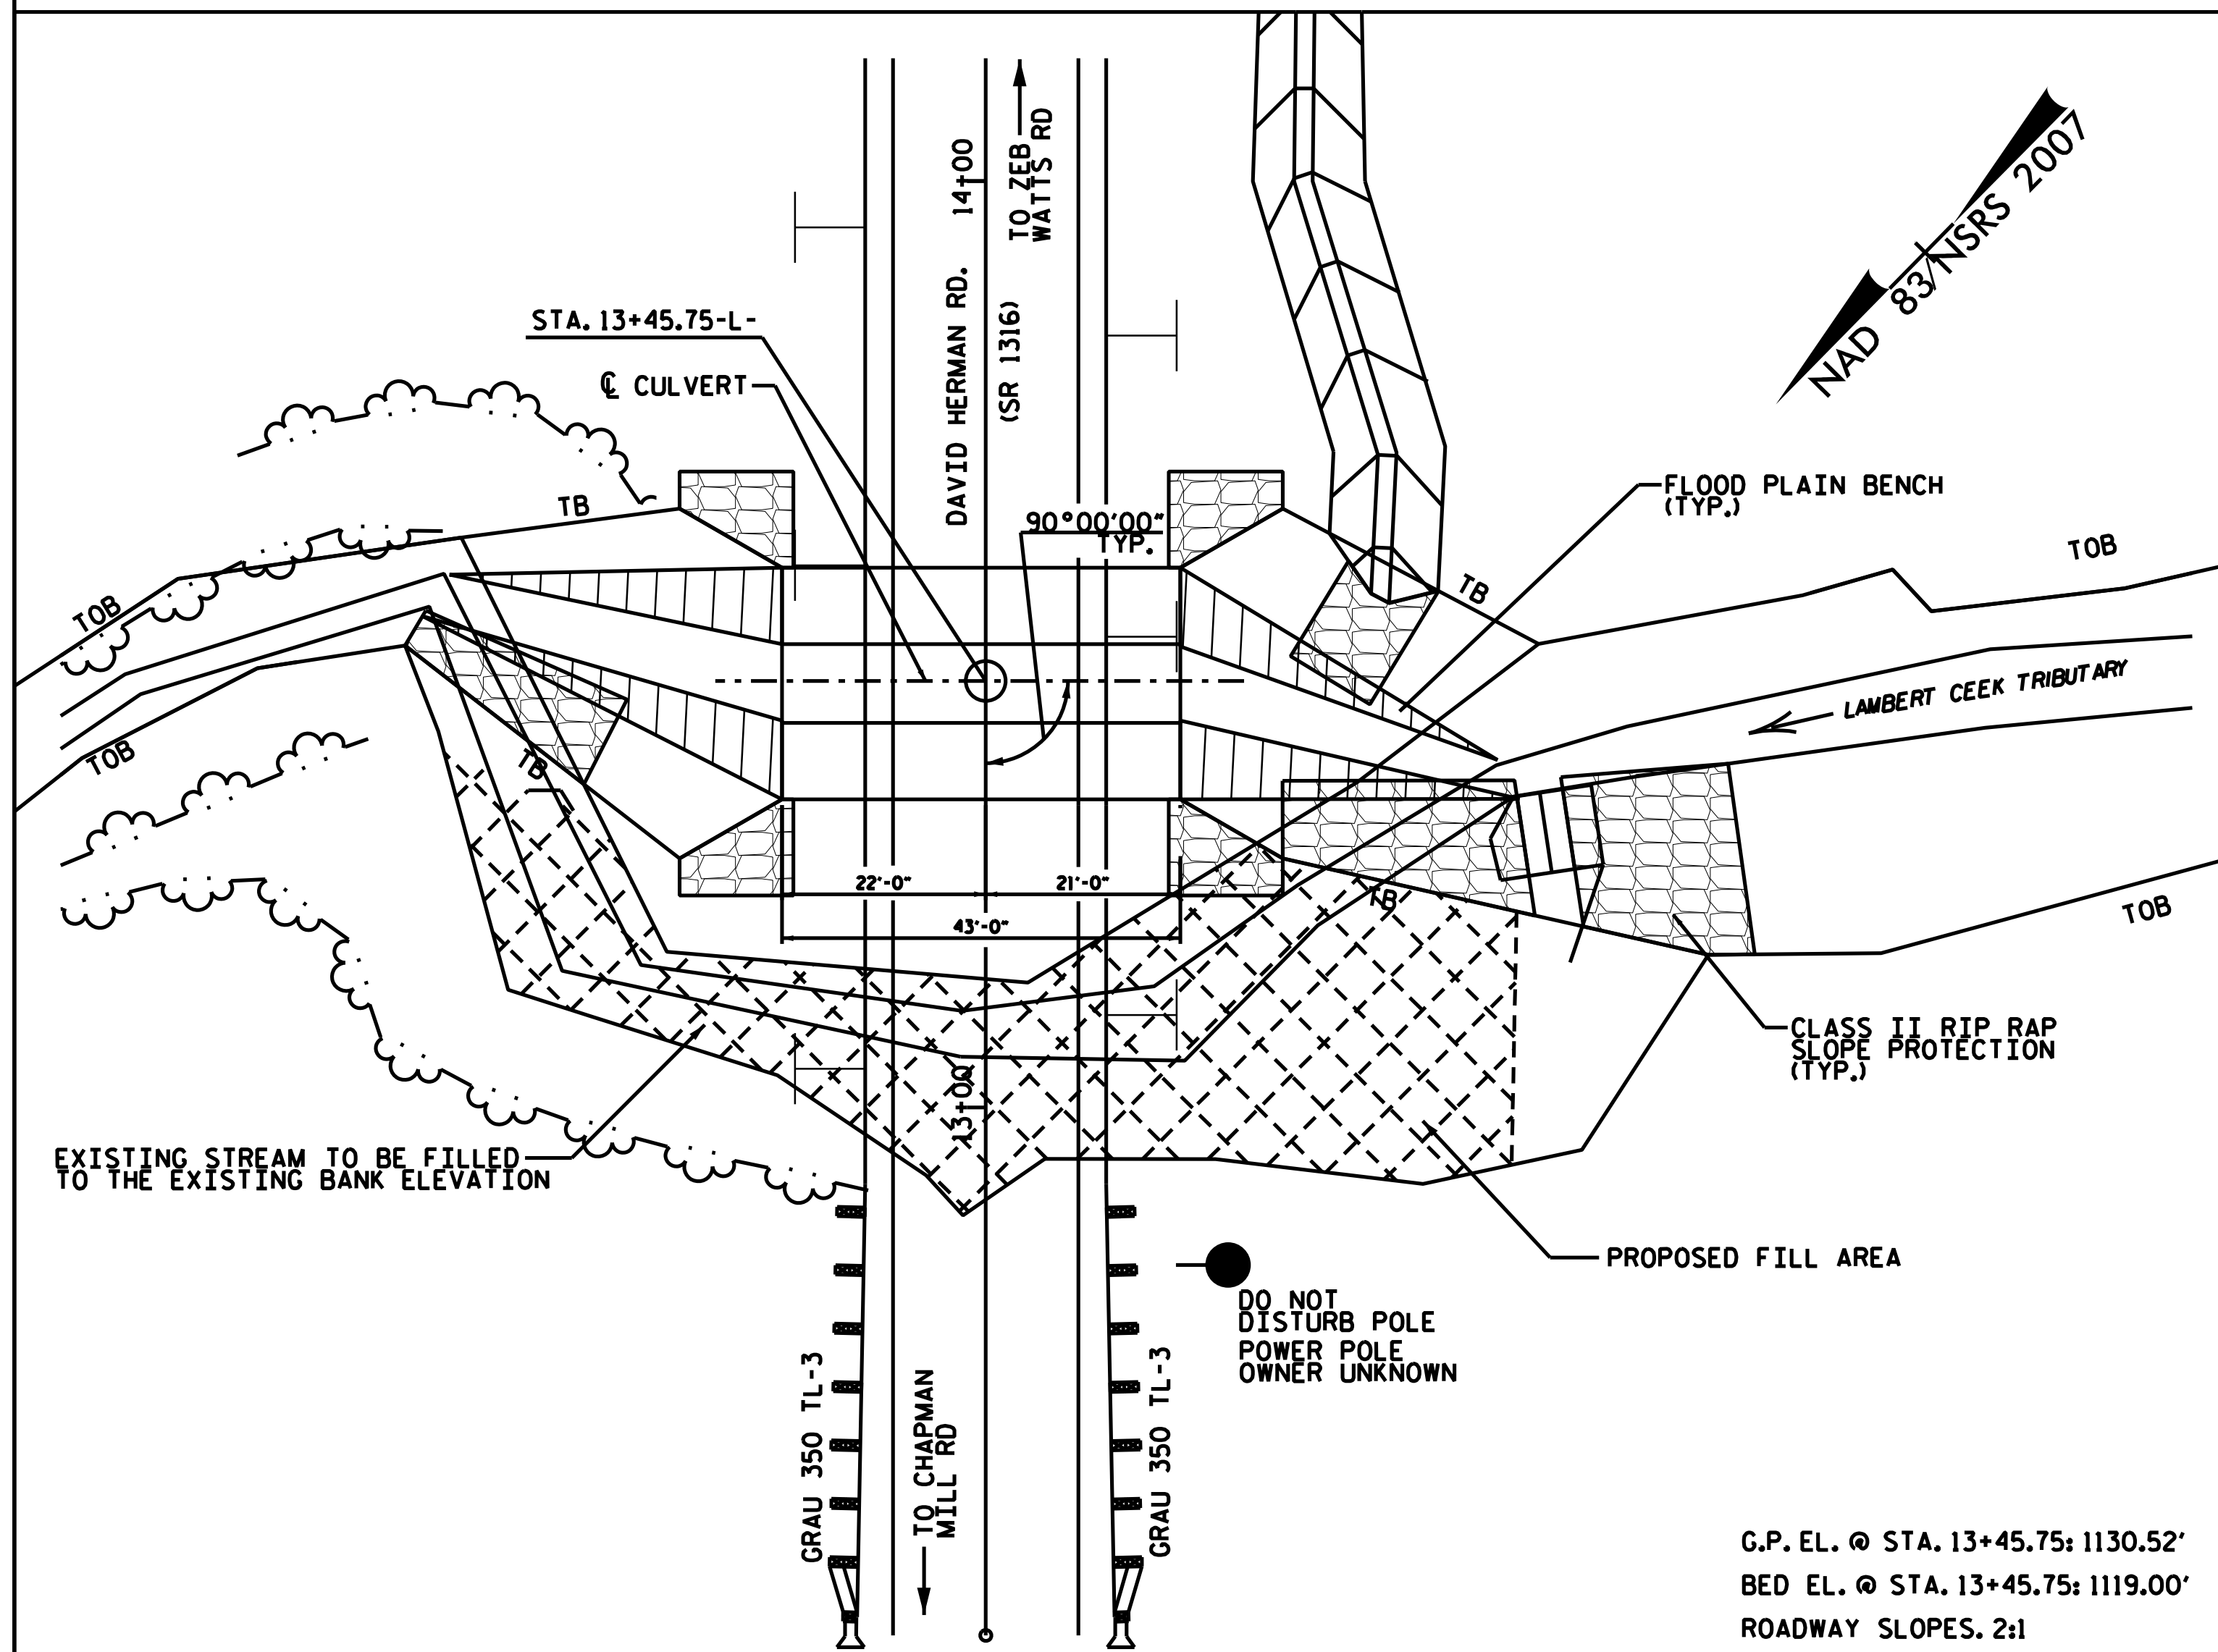 14+00
TO ZEB
WATTS RD
NAD 83/NSRS 2007
STA. 13+45.75-L-
℄ CULVERT
DAVID HERMAN RD.
(SR 1316)
FLOOD PLAIN BENCH
(TYP.)
TB
90°00'00"
TYP.
TOB
TB
TOB
LAMBERT CEEK TRIBUTARY
TOB
TB
22'-0"
21'-0"
TB
TOB
43'-0"
CLASS II RIP RAP
SLOPE PROTECTION
(TYP.)
13+00
EXISTING STREAM TO BE FILLED
TO THE EXISTING BANK ELEVATION
PROPOSED FILL AREA
DO NOT
DISTURB POLE
POWER POLE
OWNER UNKNOWN
GRAU 350 TL-3
TO CHAPMAN
MILL RD
GRAU 350 TL-3
G.P. EL. @ STA. 13+45.75: 1130.52'
BED EL. @ STA. 13+45.75: 1119.00'
ROADWAY SLOPES. 2:1